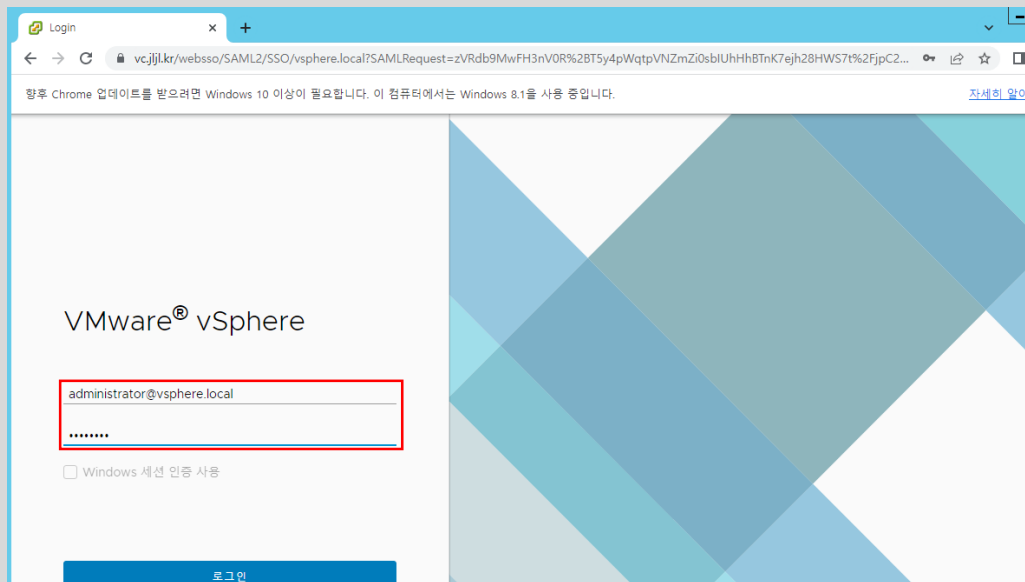 Login
vc.jljl.kr/websso/SAML2/SSO/vsphere.local?SAMLRequest=zVRdb9MwFH3nV0R%2BT5y4pWqtpVNZmZi0sbIUhHhBTnK7ejh28HWS7t%2FjpC2...
향후 Chrome 업데이트를 받으려면 Windows 10 이상이 필요합니다. 이 컴퓨터에서는 Windows 8.1을 사용 중입니다.
자세히 알아
VMware® vSphere
administrator@vsphere.local
••••••••
Windows 세션 인증 사용
로그인